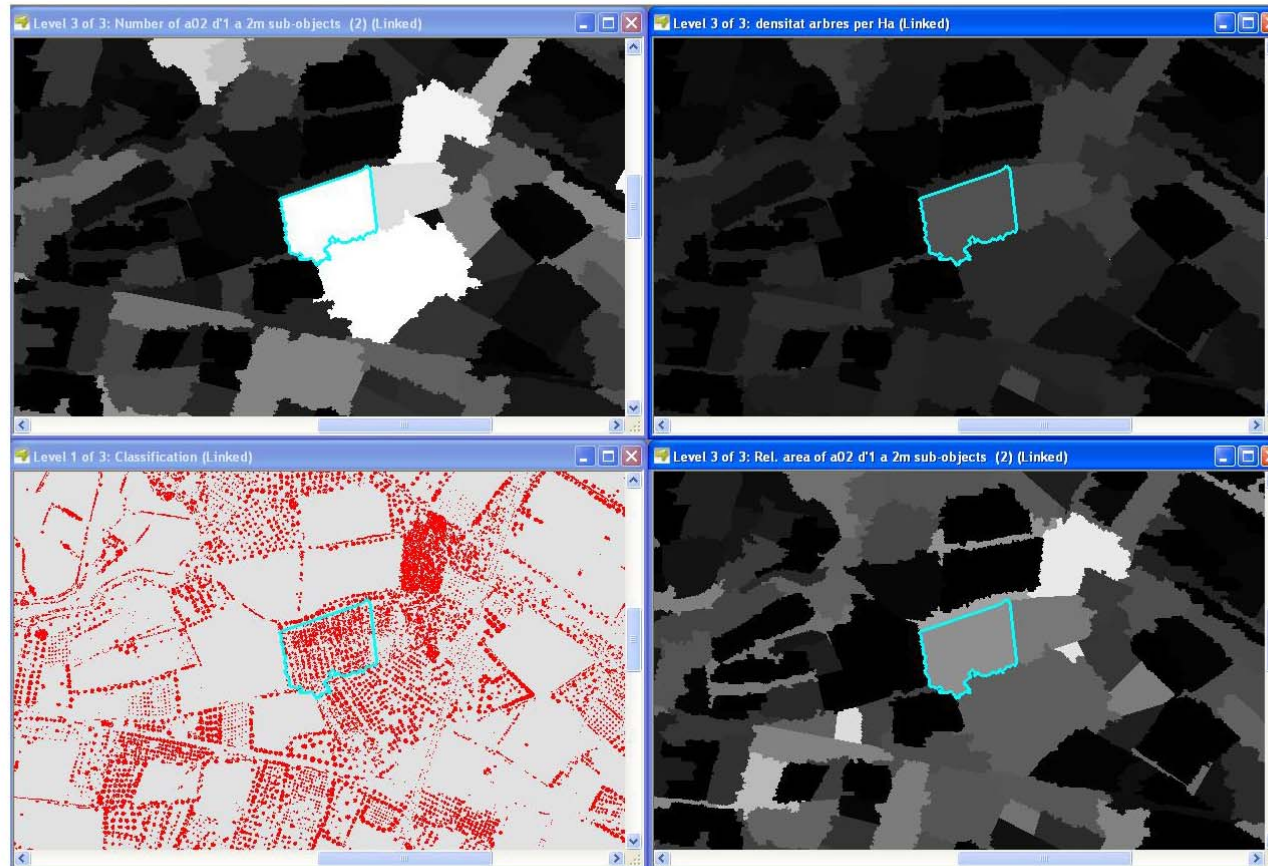 Level 3 of 3: Number of a02 d'1 a 2m sub-objects (2) (Linked)
Level 3 of 3: densitat arbres per Ha (Linked)
Level 1 of 3: Classification (Linked)
Level 3 of 3: Rel. area of a02 d'1 a 2m sub-objects (2) (Linked)